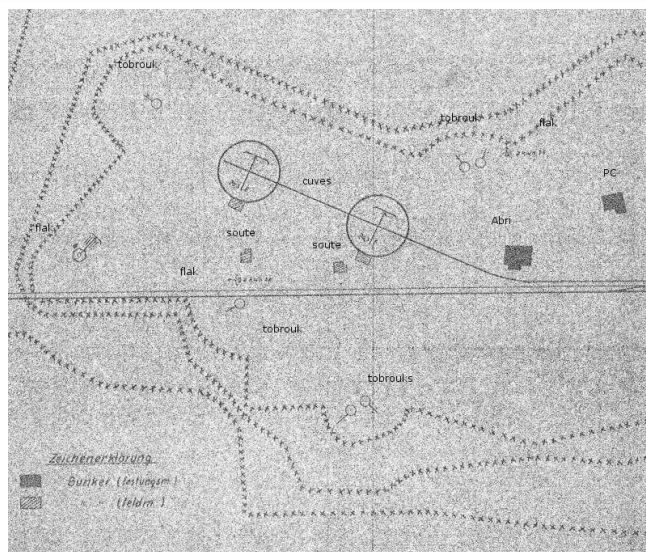 tobrouk
tobrouk
flak
PC
cuves
Abri
flak
soute
soute
flak
tobrouk
tobrouks
Zeichenerklärung
Bunker (festungsm.)
" " (feldm.)